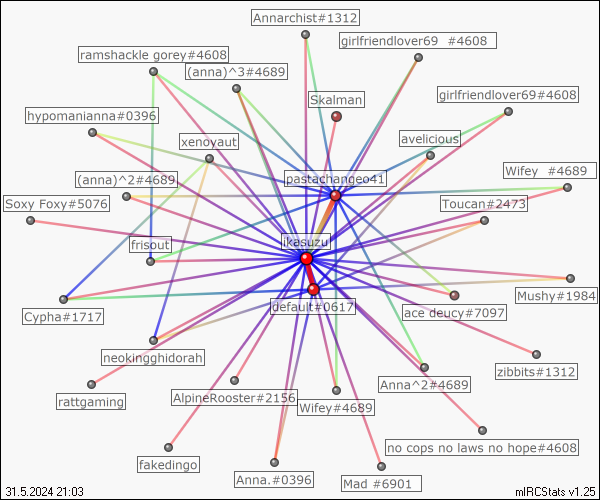 Annarchist#1312
girlfriendlover69 #4608
ramshackle gorey#4608
(anna)^3#4689
girlfriendlover69#4608
Skalman
hypomanianna#0396
avelicious
xenoyaut
Wifey #4689
pastachangeo41
(anna)^2#4689
Soxy Foxy#5076
Toucan#2473
frisout
ikasuzu
Mushy#1984
default#0617
ace deucy#7097
Cypha#1717
neokingghidorah
zibbits#1312
Anna^2#4689
AlpineRooster#2156
rattgaming
Wifey#4689
no cops no laws no hope#4608
fakedingo
Anna.#0396
Mad #6901
31.5.2024 21:03
mIRCStats v1.25